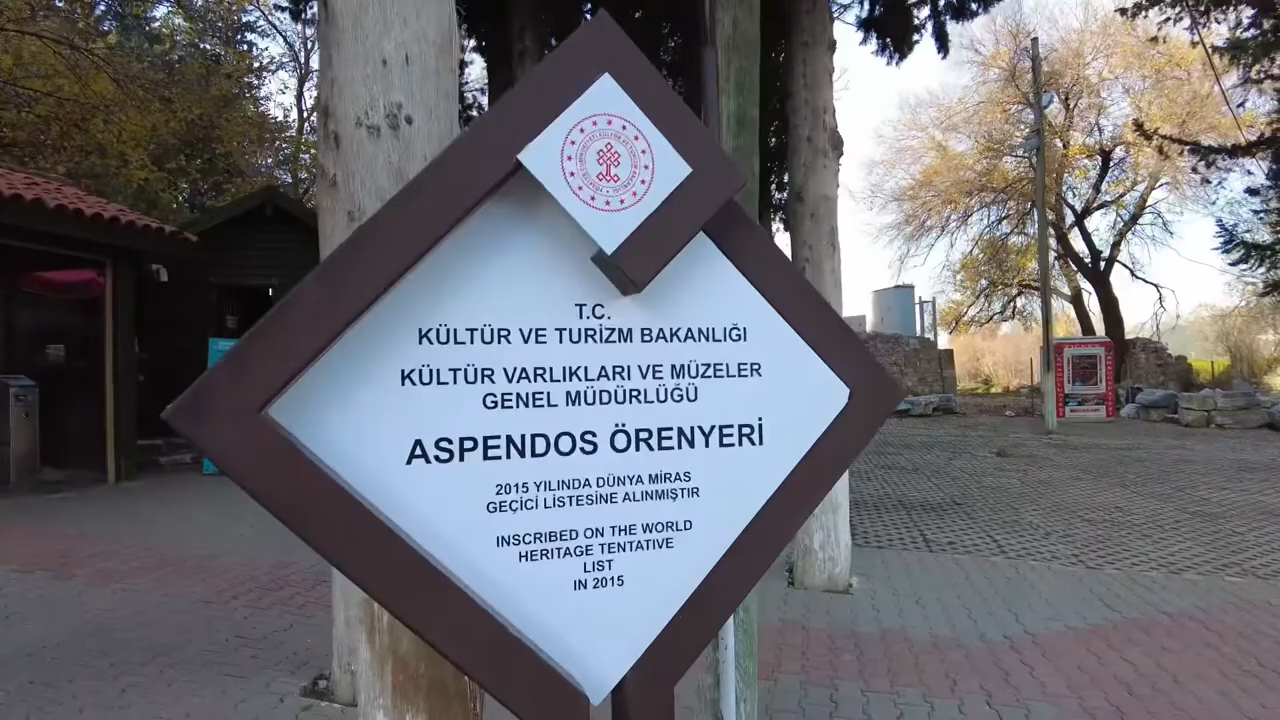 T.C.
KÜLTÜR VE TURİZM BAKANLIĞI
KÜLTÜR VARLIKLARI VE MÜZELER
GENEL MÜDÜRLÜĞÜ
ASPENDOS ÖRENYERİ
2015 YILINDA DÜNYA MİRAS
GEÇİCİ LİSTESİNE ALINMIŞTIR
INSCRIBED ON THE WORLD
HERITAGE TENTATIVE
LIST
IN 2015